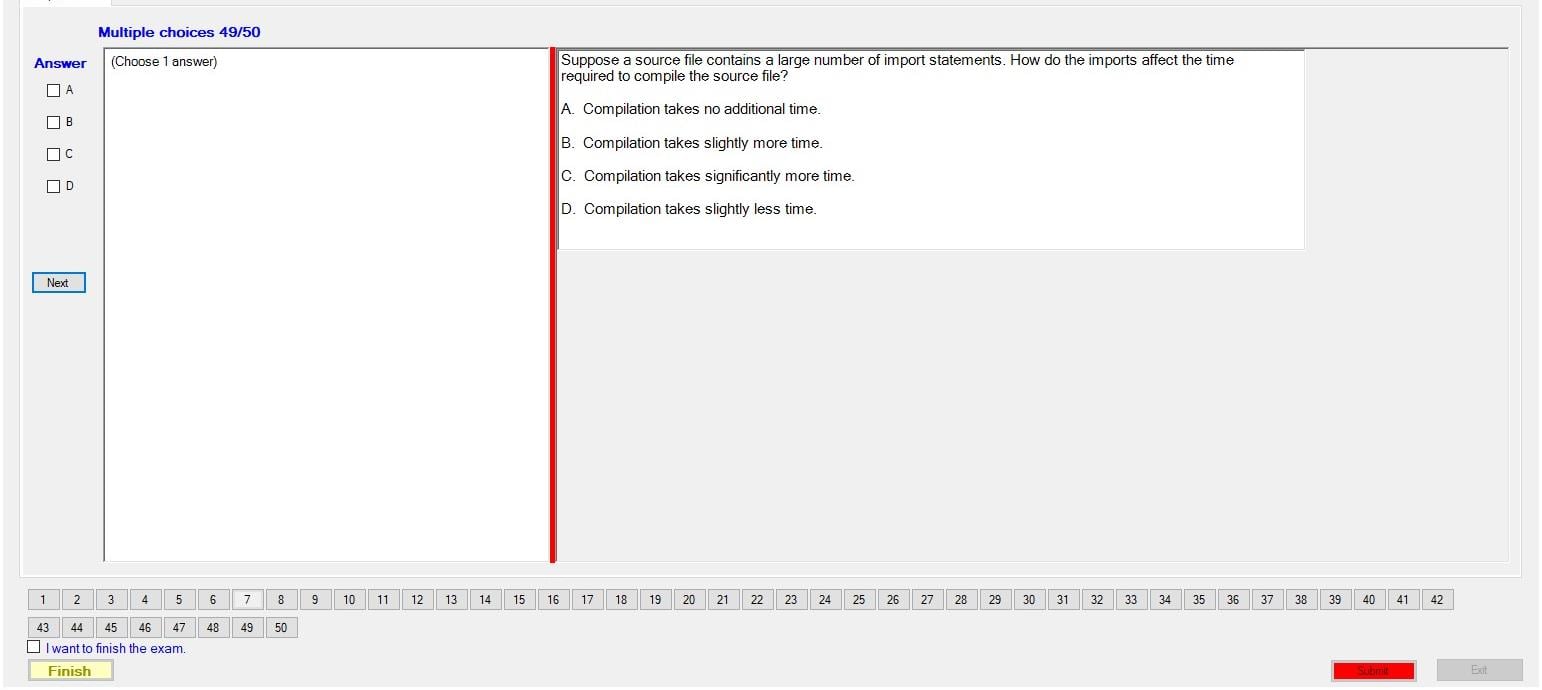 Multiple choices 49/50
Answer
(Choose 1 answer)
A
B
C
D
Next
Suppose a source file contains a large number of import statements. How do the imports affect the time
required to compile the source file?
A. Compilation takes no additional time.
B. Compilation takes slightly more time.
C. Compilation takes significantly more time.
D. Compilation takes slightly less time.
1 2 3 4 5 6 7 8 9 10 11 12 13 14 15 16 17 18 19 20 21 22 23 24 25 26 27 28 29 30 31 32 33 34 35 36 37 38 39 40 41 42
43 44 45 46 47 48 49 50
I want to finish the exam.
Finish
Submit
Exit